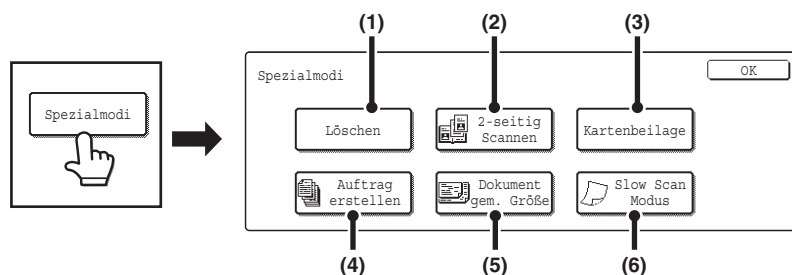 (1)
(2)
(3)
Spezialmodi
OK
Spezialmodi
Löschen
2-seitig
Scannen
Kartenbeilage
Auftrag
erstellen
Dokument
gem. Größe
Slow Scan
Modus
(4)
(5)
(6)